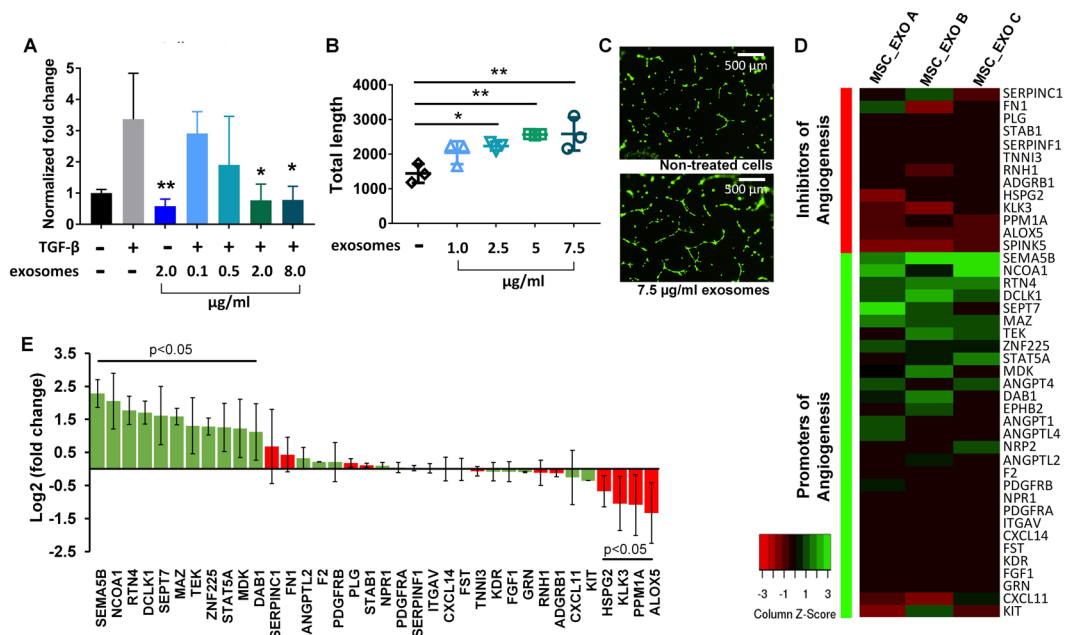 A
Normalized fold change
5
4
3
2
1
0
**
*
*
TGF-β - + - + + + +
exosomes - - 2.0 0.1 0.5 2.0 8.0
μg/ml
B
Total length
4000
3000
2000
1000
0
**
**
*
exosomes - 1.0 2.5 5 7.5
μg/ml
C
500 μm
Non-treated cells
500 μm
7.5 μg/ml exosomes
D
MSC_EXO A
MSC_EXO B
MSC_EXO C
Inhibitors of
Angiogenesis
Promoters of
Angiogenesis
SERPINC1
FN1
PLG
STAB1
SERPINF1
TNNI3
RNH1
ADGRB1
HSPG2
KLK3
PPM1A
ALOX5
SPINK5
SEMA5B
NCOA1
RTN4
DCLK1
SEPT7
MAZ
TEK
ZNF225
STAT5A
MDK
ANGPT4
DAB1
EPHB2
ANGPT1
ANGPTL4
NRP2
ANGPTL2
F2
PDGFRB
NPR1
PDGFRA
ITGAV
CXCL14
FST
KDR
FGF1
GRN
CXCL11
KIT
-3 -1 1 3
Column Z-Score
E
Log2 (fold change)
3.5
2.5
1.5
0.5
-0.5
-1.5
-2.5
p<0.05
p<0.05
SEMA5B
NCOA1
RTN4
DCLK1
SEPT7
MAZ
TEK
ZNF225
STAT5A
MDK
DAB1
SERPINC1
FN1
ANGPTL2
F2
PDGFRB
PLG
STAB1
NPR1
PDGFRA
SERPINF1
ITGAV
CXCL14
FST
TNNI3
KDR
FGF1
GRN
RNH1
ADGRB1
CXCL11
KIT
HSPG2
KLK3
PPM1A
ALOX5